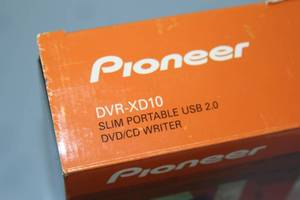 Pioneer
DVR-XD10
SLIM PORTABLE USB 2.0
DVD/CD WRITER
Pioneer